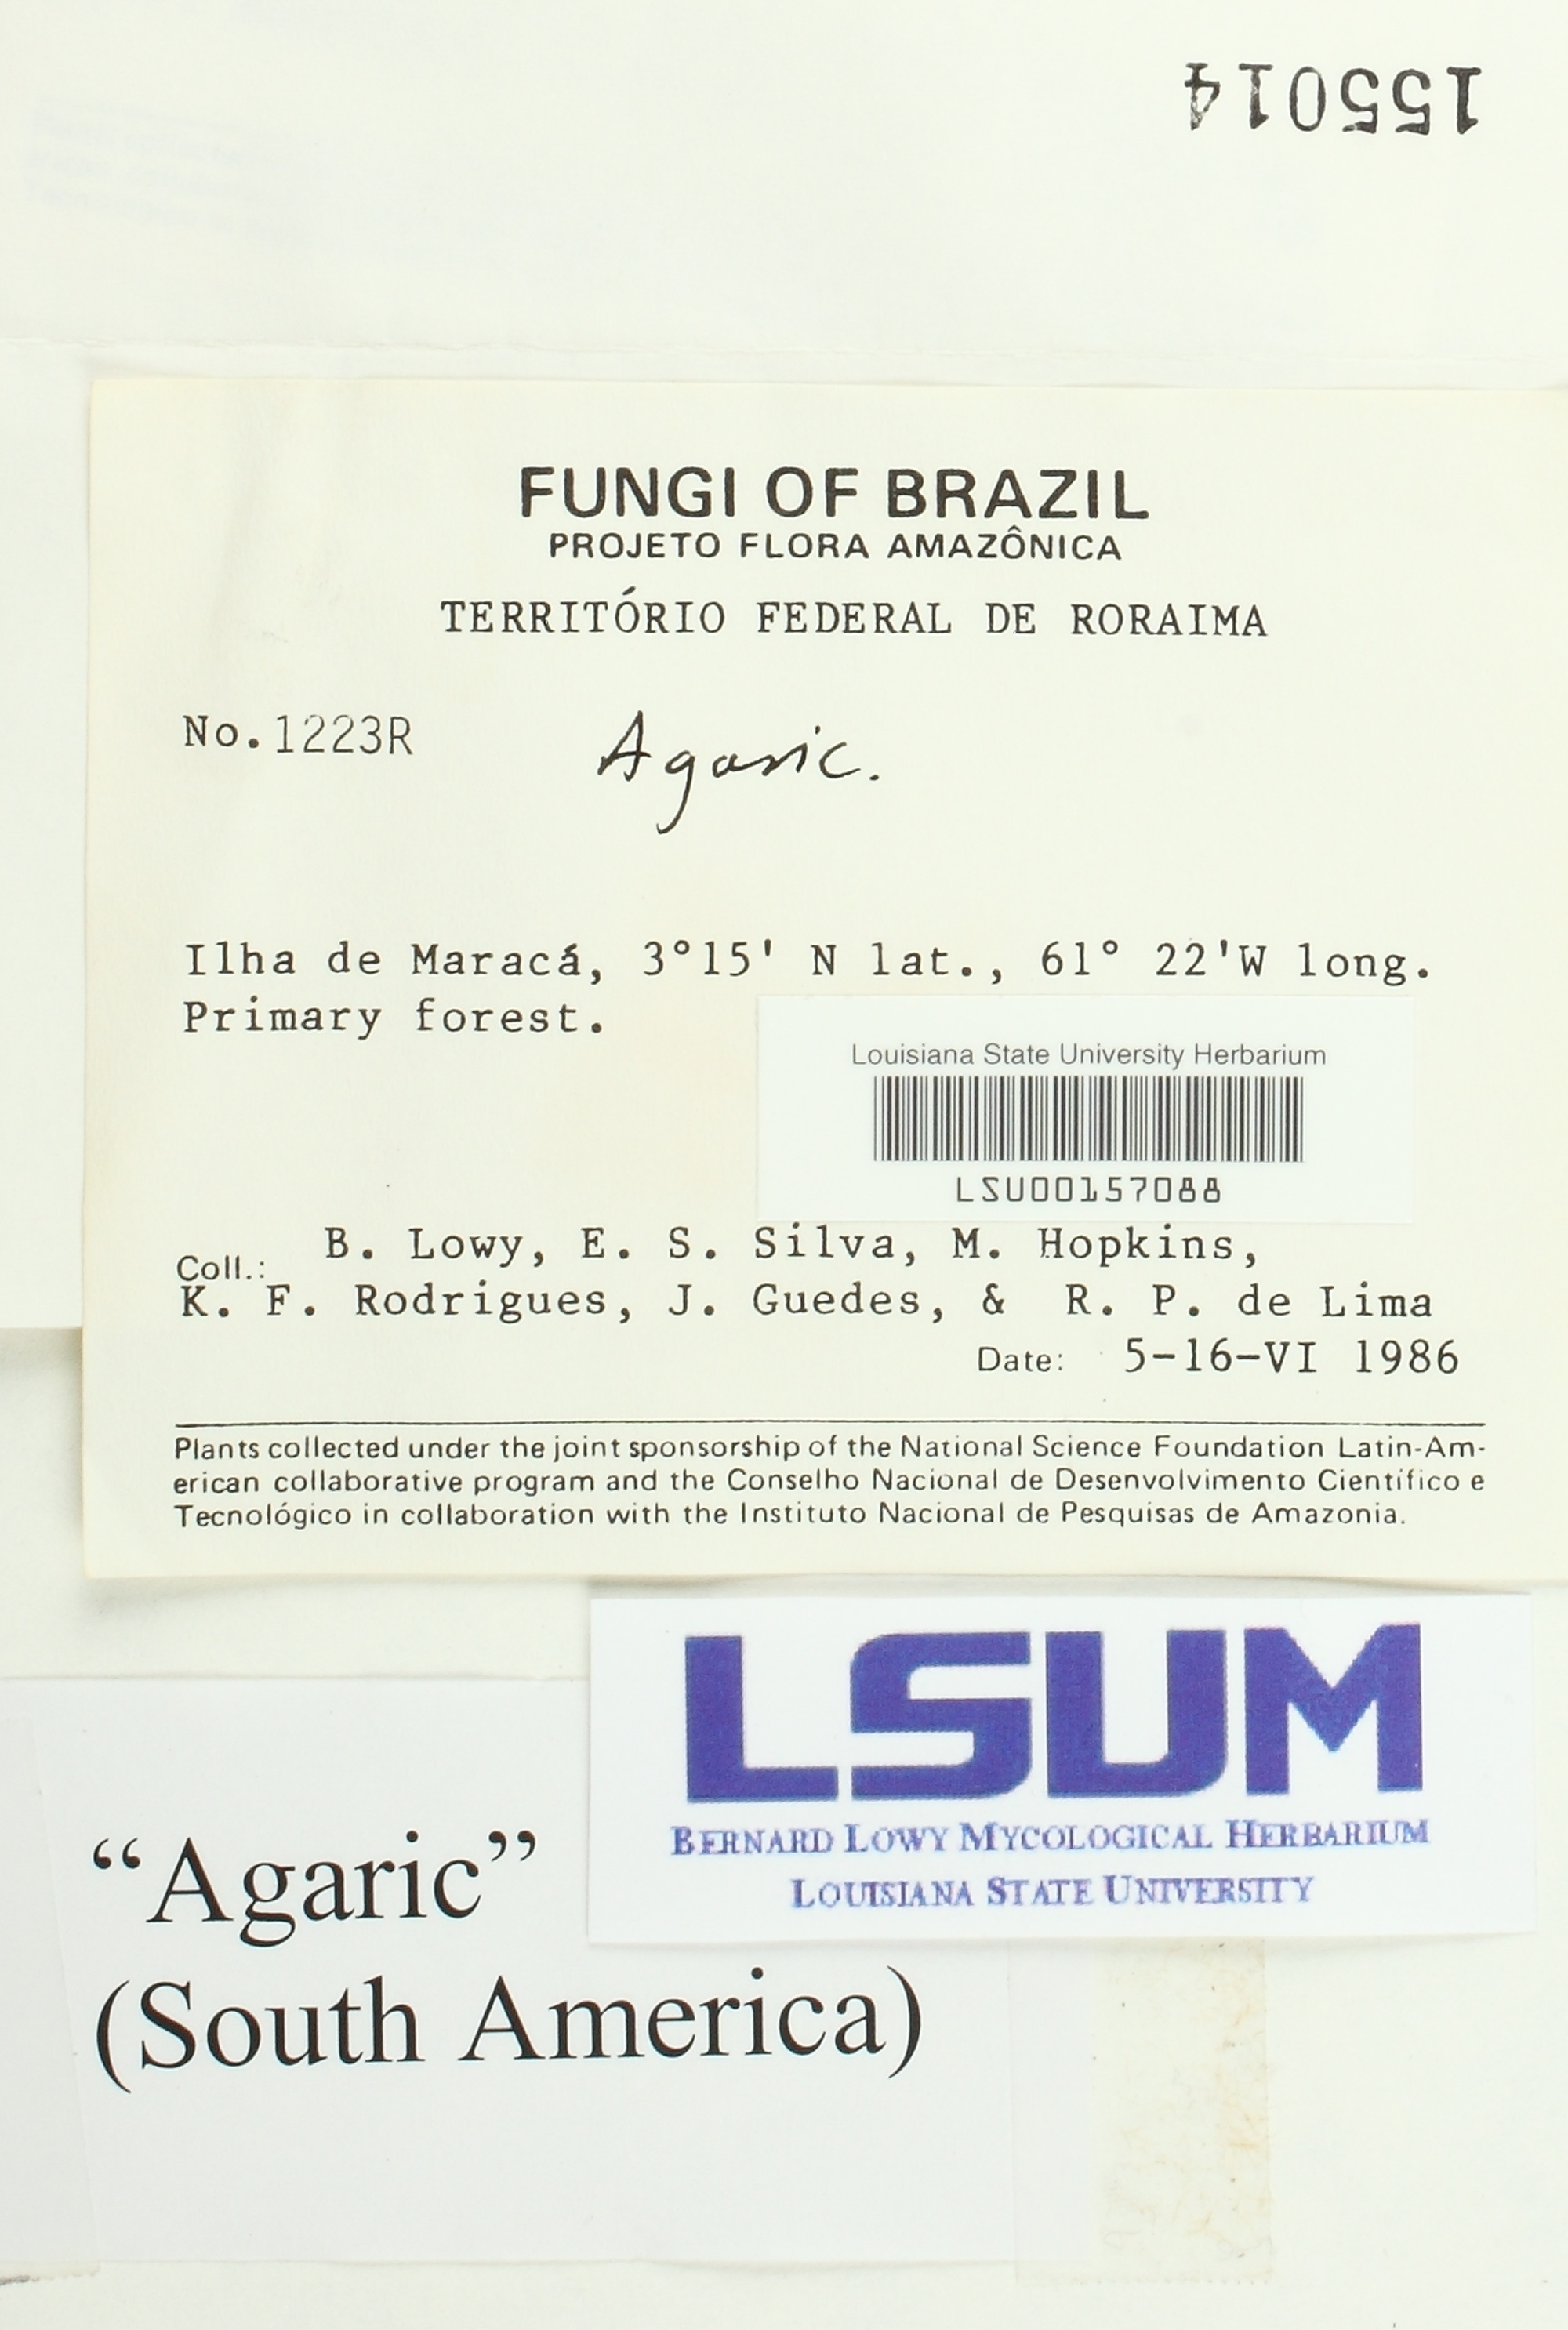 155014
FUNGI OF BRAZIL
PROJETO FLORA AMAZÔNICA
TERRITÓRIO FEDERAL DE RORAIMA
No. 1223R
Agaric.
Ilha de Maracá, 3°15' N lat., 61° 22'W long.
Primary forest.
Louisiana State University Herbarium
LSU00157088
Coll.: B. Lowy, E. S. Silva, M. Hopkins,
K. F. Rodrigues, J. Guedes, & R. P. de Lima
Date: 5-16-VI 1986
Plants collected under the joint sponsorship of the National Science Foundation Latin-Am-
erican collaborative program and the Conselho Nacional de Desenvolvimento Científico e
Tecnológico in collaboration with the Instituto Nacional de Pesquisas de Amazonia.
LSUM
BERNARD LOWY MYCOLOGICAL HERBARIUM
LOUISIANA STATE UNIVERSITY
“Agaric”
(South America)